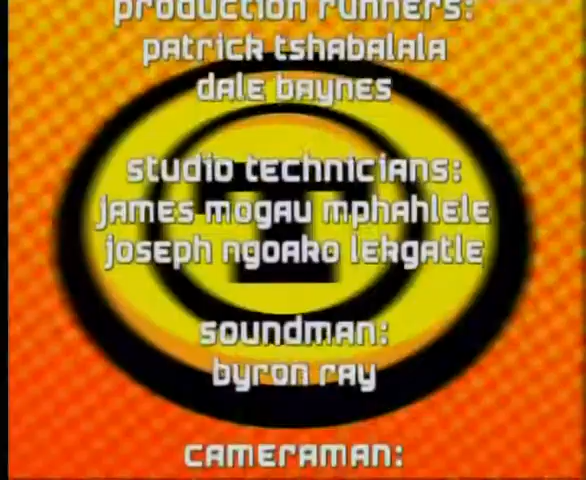 production runners:
patrick tshabalala
dale baynes
studio technicians:
james mogau mphahlele
joseph ngoako lekgatle
T
soundman:
byron ray
cameraman: